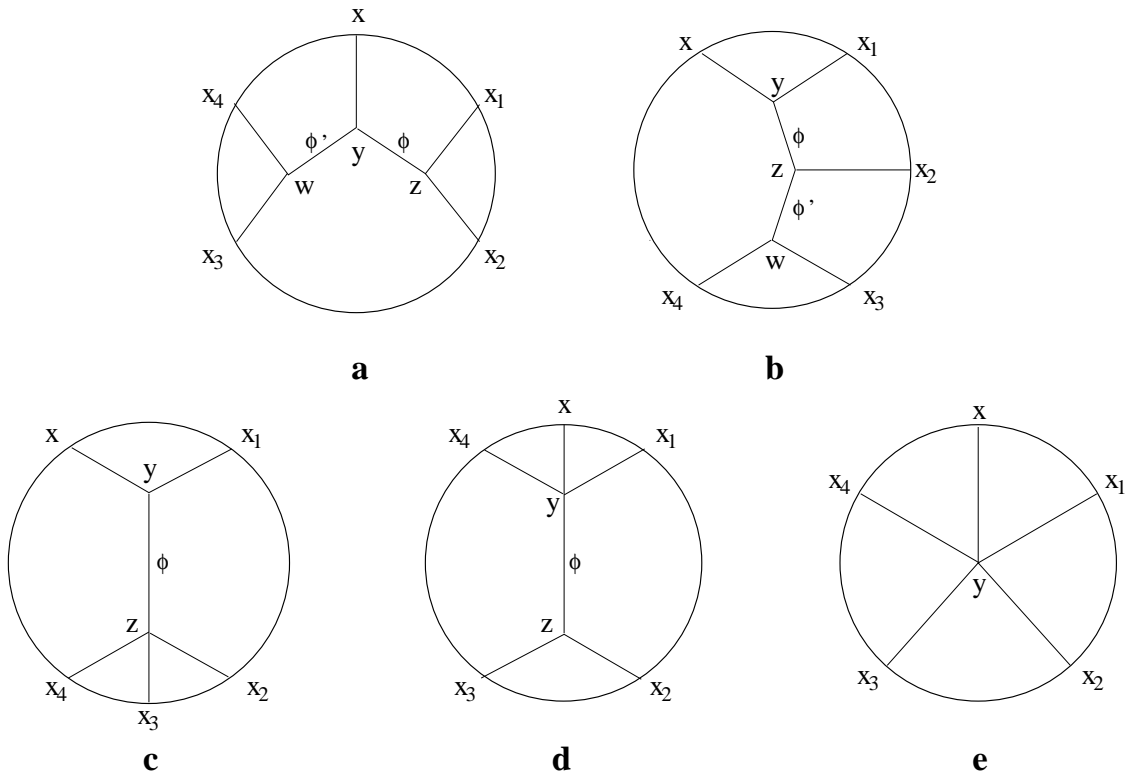 x x₁ x₂ x₃ x₄ y z w ϕ ϕ'
a
x x₁ x₂ x₃ x₄ y z w ϕ ϕ'
b
x x₁ x₂ x₃ x₄ y z ϕ
c
x x₁ x₂ x₃ x₄ y z ϕ
d
x x₁ x₂ x₃ x₄ y
e